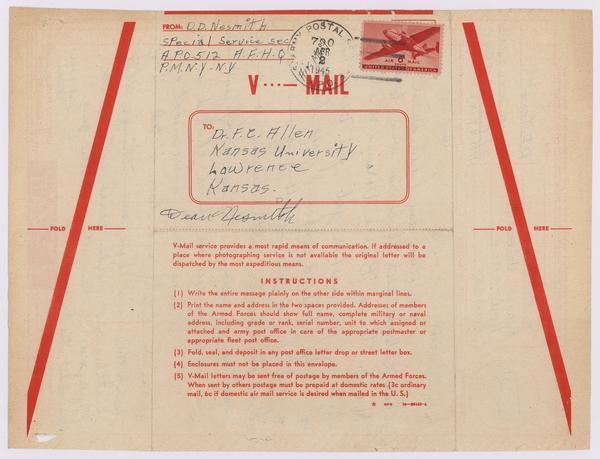 FROM: D.D. Nesmith
Special Service Sec
A.P.O. 512 A.F.H.Q
P.M.N.Y-N.Y
ARMY POSTAL
730
APR
2
1945
AIR 6 MAIL
UNITED STATES OF AMERICA
V···— MAIL
TO:
Dr. F.C. Allen
Kansas University
Lawrence
Kansas.
Dean Nesmith
FOLD HERE
FOLD HERE
V-Mail service provides a most rapid means of communication. If addressed to a
place where photographing service is not available the original letter will be
dispatched by the most expeditious means.
INSTRUCTIONS
(1) Write the entire message plainly on the other side within marginal lines.
(2) Print the name and address in the two spaces provided. Addresses of members
of the Armed Forces should show full name, complete military or naval
address, including grade or rank, serial number, unit to which assigned or
attached and army post office in care of the appropriate postmaster or
appropriate fleet post office.
(3) Fold, seal, and deposit in any post office letter drop or street letter box.
(4) Enclosures must not be placed in this envelope.
(5) V-Mail letters may be sent free of postage by members of the Armed Forces.
When sent by others postage must be prepaid at domestic rates (3c ordinary
mail, 6c if domestic air mail service is desired when mailed in the U. S.)